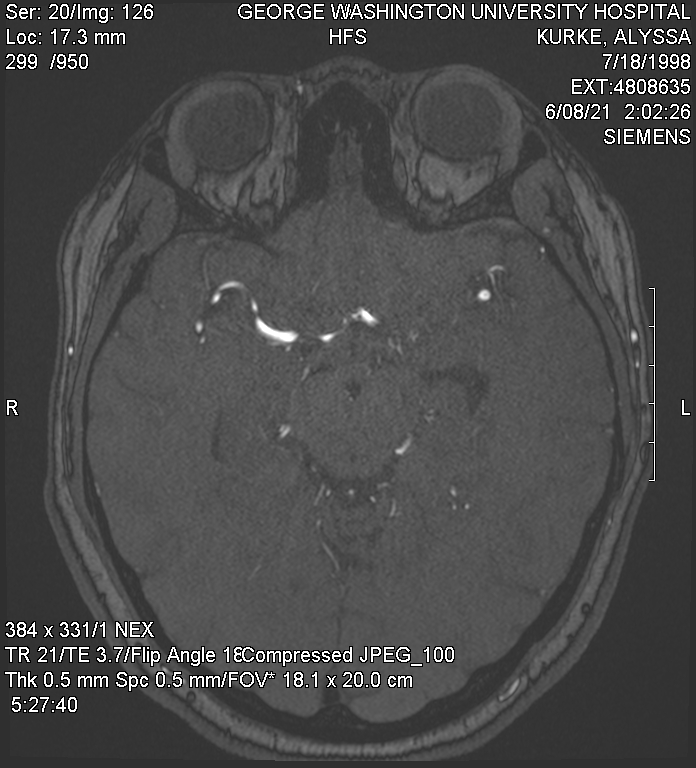 Ser: 20/Img: 126
Loc: 17.3 mm
299 /950
GEORGE WASHINGTON UNIVERSITY HOSPITAL
HFS
KURKE, ALYSSA
7/18/1998
EXT:4808635
6/08/21 2:02:26
SIEMENS
R
L
384 x 331/1 NEX
TR 21/TE 3.7/Flip Angle 18Compressed JPEG_100
Thk 0.5 mm Spc 0.5 mm/FOV* 18.1 x 20.0 cm
5:27:40